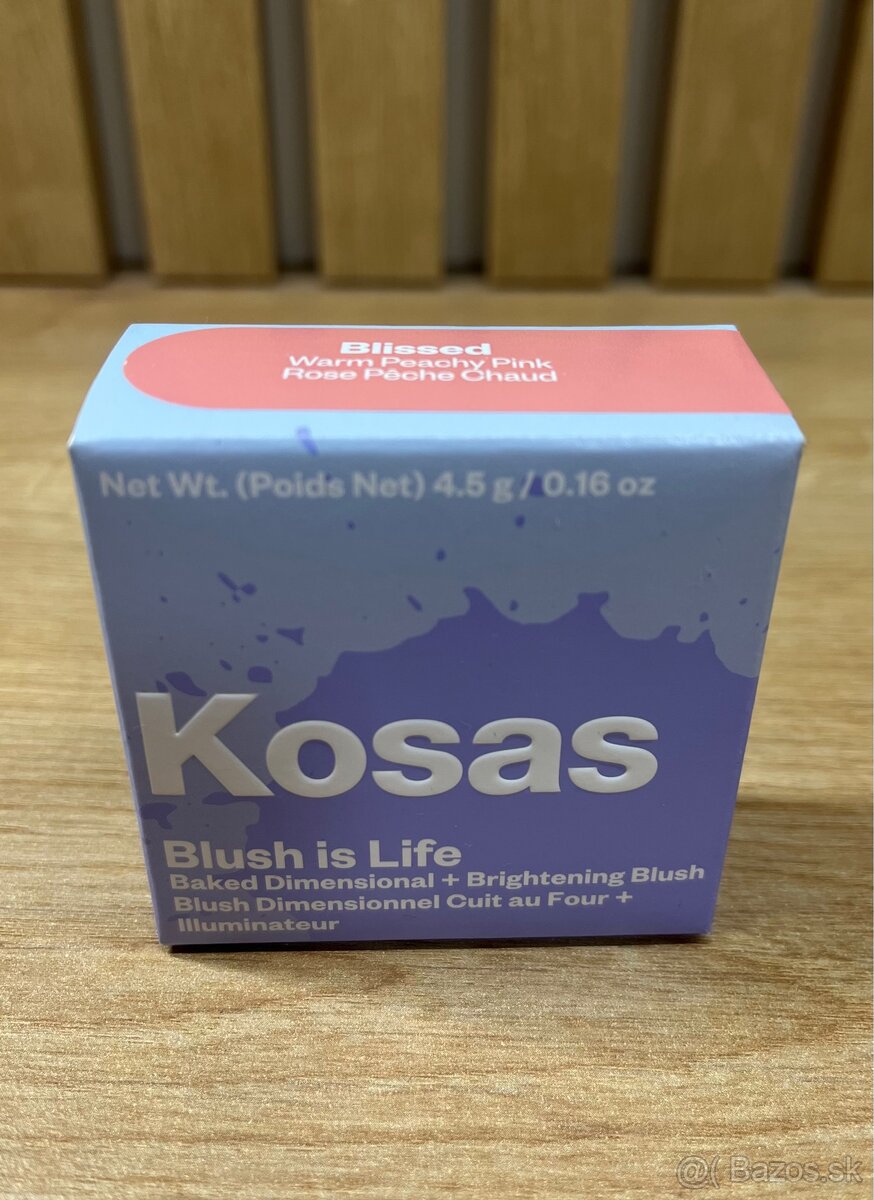 Blissed
Warm Peachy Pink
Rose Pêche Chaud
Net Wt. (Poids Net) 4.5 g / 0.16 oz
Kosas
Blush is Life
Baked Dimensional + Brightening Blush
Blush Dimensionnel Cuit au Four +
Illuminateur
@( Bazos.sk